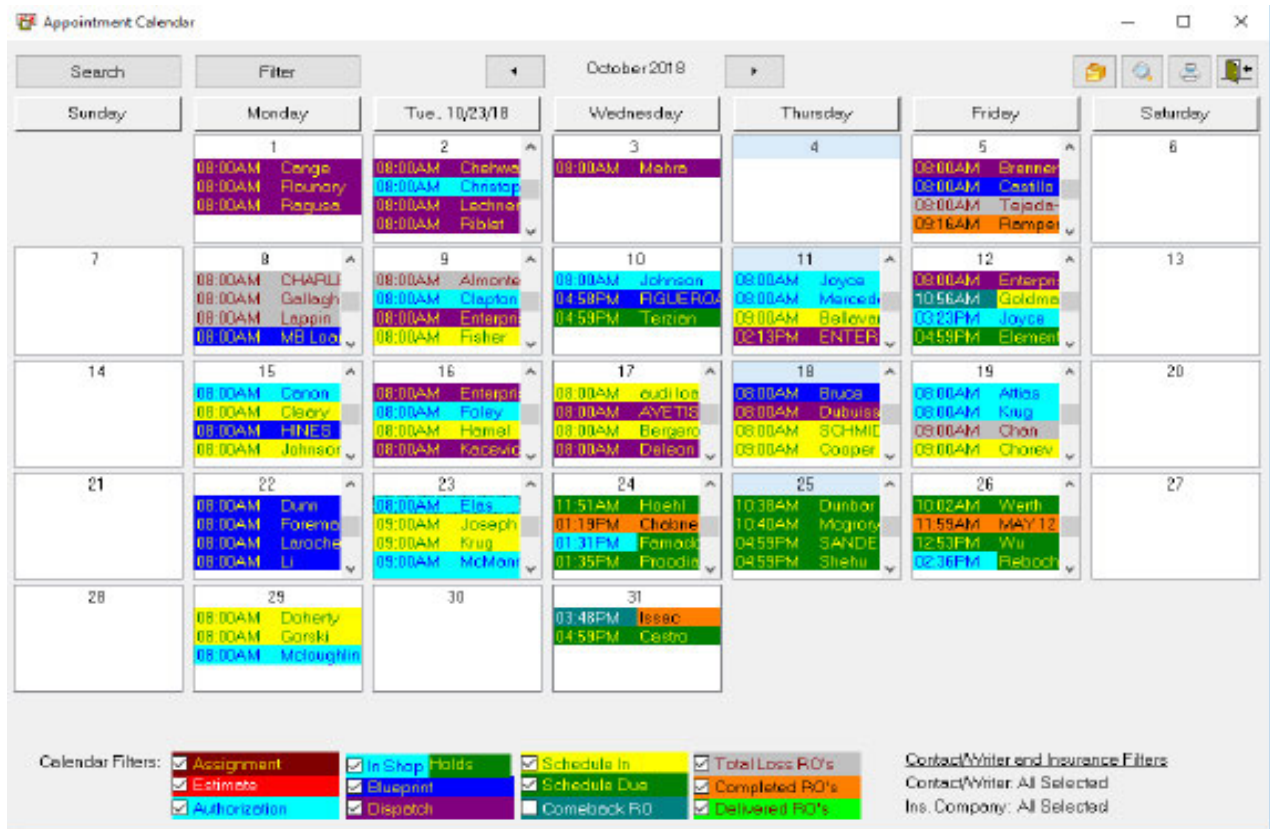 Appointment Calendar
Search Filter October 2018
Sunday Monday Tue., 10/23/18 Wednesday Thursday Friday Saturday
1 2 3 4 5 6
08:00AM Cange 08:00AM 08:00AM Mehra 08:00AM Brenner
08:00AM 08:00AM Christop 08:00AM Castillo
08:00AM Ragusa 08:00AM Lechner 08:00AM Tejeda-
08:00AM Riblet 09:16AM Ramper
7 8 9 10 11 12 13
08:00AM CHARLI 08:00AM Almonte 08:00AM Johnson 08:00AM Joyce 08:00AM Enterpri
08:00AM Gallagh 08:00AM Clapton 04:58PM FIGUEROA 08:00AM Mercede 10:56AM Goldma
08:00AM Lappin 08:00AM Enterpri 04:59PM Terzian 09:00AM Bellavar 03:23PM Joyce
08:00AM MB Loa 08:00AM Fisher 02:13PM ENTER 04:59PM Element
14 15 16 17 18 19 20
08:00AM Canon 08:00AM Enterpri 08:00AM audi loa 08:00AM Bruce 08:00AM Attias
08:00AM Cleary 08:00AM Foley 08:00AM AVETIS 08:00AM Dubuiss 08:00AM Krug
08:00AM HINES 08:00AM Hamel 08:00AM Bergero 08:00AM SCHMID 09:00AM Chan
08:00AM Johnsor 08:00AM Kacevic 08:00AM Deleon 09:00AM Cooper 09:00AM Chorev
21 22 23 24 25 26 27
08:00AM Dunn 08:00AM Elas 11:51AM Hoehl 10:38AM Dunbar 10:02AM Werth
08:00AM Forema 09:00AM Joseph 01:19PM Chabne 10:40AM Mcgrory 11:59AM MAY 12
08:00AM Laroche 09:00AM Krug 01:31PM Famado 04:59PM SANDE 12:53PM Wu
08:00AM Li 09:00AM McMann 01:35PM Froodia 04:59PM Shehu 02:36PM Reboch
28 29 30 31
08:00AM Doherty 03:48PM Issac
08:00AM Gorski 04:59PM Castro
08:00AM Mcloughlin
Calendar Filters: Assignment In Shop Holds Schedule In Total Loss RO's Contact/Writer and Insurance Filters
Estimate Blueprint Schedule Due Completed RO's Contact/Writer: All Selected
Authorization Dispatch Comeback RO Delivered RO's Ins. Company: All Selected